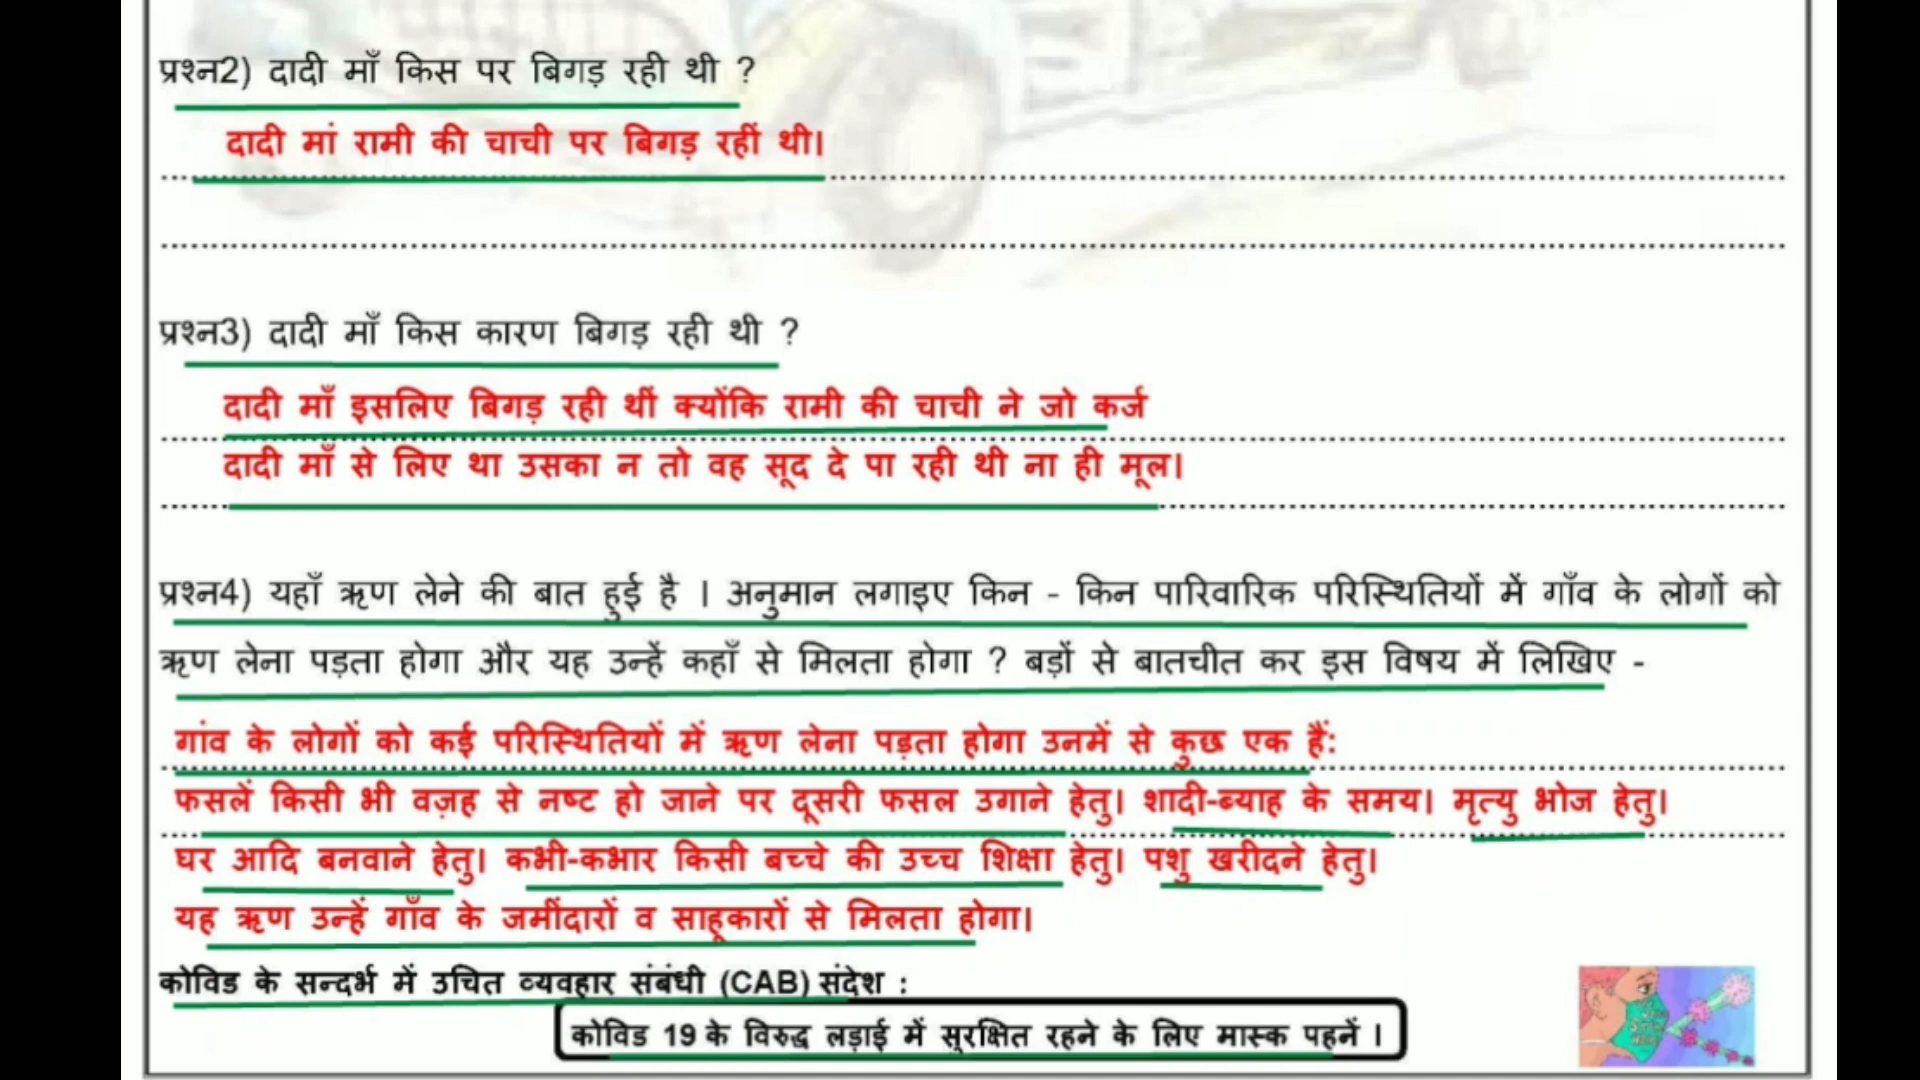 प्रश्न2) दादी माँ किस पर बिगड़ रही थी ?
दादी मां रामी की चाची पर बिगड़ रहीं थी।
प्रश्न3) दादी माँ किस कारण बिगड़ रही थी ?
दादी माँ इसलिए बिगड़ रही थीं क्योंकि रामी की चाची ने जो कर्ज
दादी माँ से लिए था उसका न तो वह सूद दे पा रही थी ना ही मूल।
प्रश्न4) यहाँ ऋण लेने की बात हुई है । अनुमान लगाइए किन - किन पारिवारिक परिस्थितियों में गाँव के लोगों को
ऋण लेना पड़ता होगा और यह उन्हें कहाँ से मिलता होगा ? बड़ों से बातचीत कर इस विषय में लिखिए -
गांव के लोगों को कई परिस्थितियों में ऋण लेना पड़ता होगा उनमें से कुछ एक हैं:
फसलें किसी भी वज़ह से नष्ट हो जाने पर दूसरी फसल उगाने हेतु। शादी-ब्याह के समय। मृत्यु भोज हेतु।
घर आदि बनवाने हेतु। कभी-कभार किसी बच्चे की उच्च शिक्षा हेतु। पशु खरीदने हेतु।
यह ऋण उन्हें गाँव के जमींदारों व साहूकारों से मिलता होगा।
कोविड के सन्दर्भ में उचित व्यवहार संबंधी (CAB) संदेश :
कोविड 19 के विरुद्ध लड़ाई में सुरक्षित रहने के लिए मास्क पहनें ।